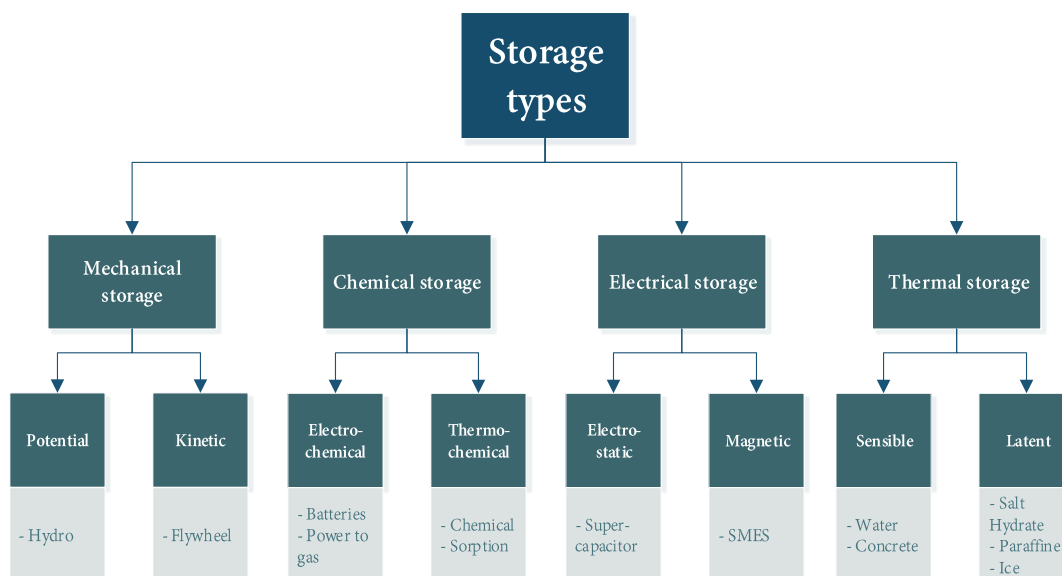 Storage
types
Mechanical
storage
Chemical storage
Electrical storage
Thermal storage
Potential
Kinetic
Electro-
chemical
Thermo-
chemical
Electro-
static
Magnetic
Sensible
Latent
- Hydro
- Flywheel
- Batteries
- Power to
gas
- Chemical
- Sorption
- Super-
capacitor
- SMES
- Water
- Concrete
- Salt
Hydrate
- Paraffine
- Ice